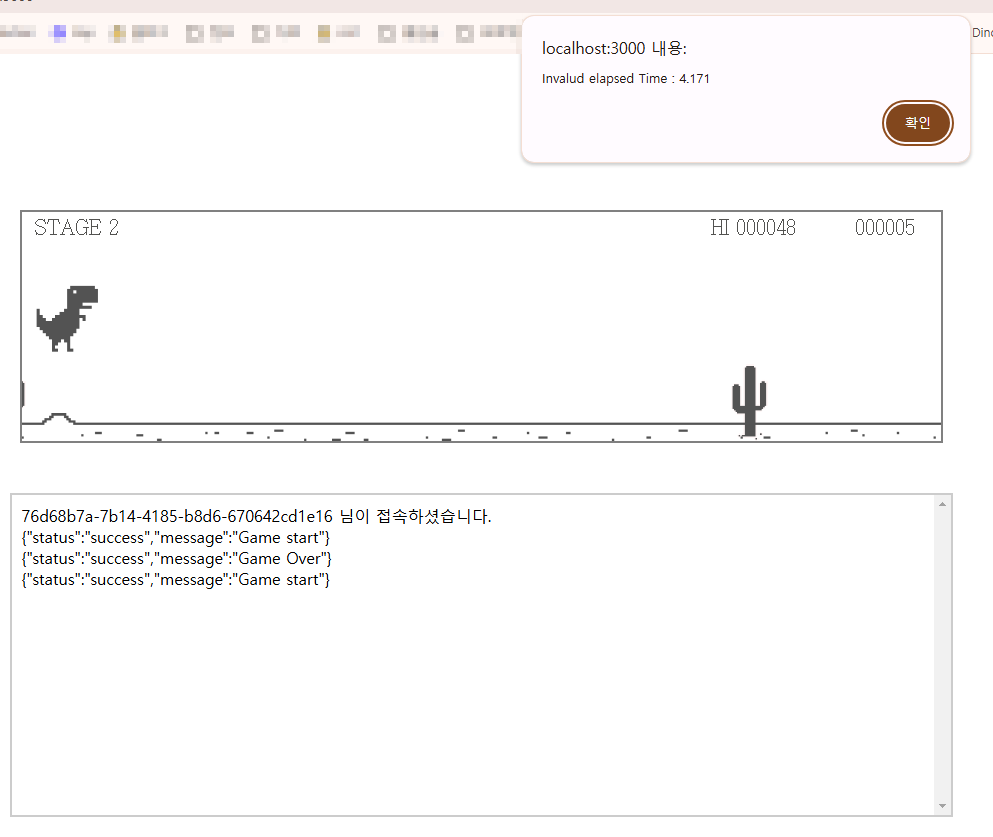 Dino
localhost:3000 내용:
Invalud elapsed Time : 4.171
확인
STAGE 2
HI 000048
000005
76d68b7a-7b14-4185-b8d6-670642cd1e16 님이 접속하셨습니다.
{"status":"success","message":"Game start"}
{"status":"success","message":"Game Over"}
{"status":"success","message":"Game start"}